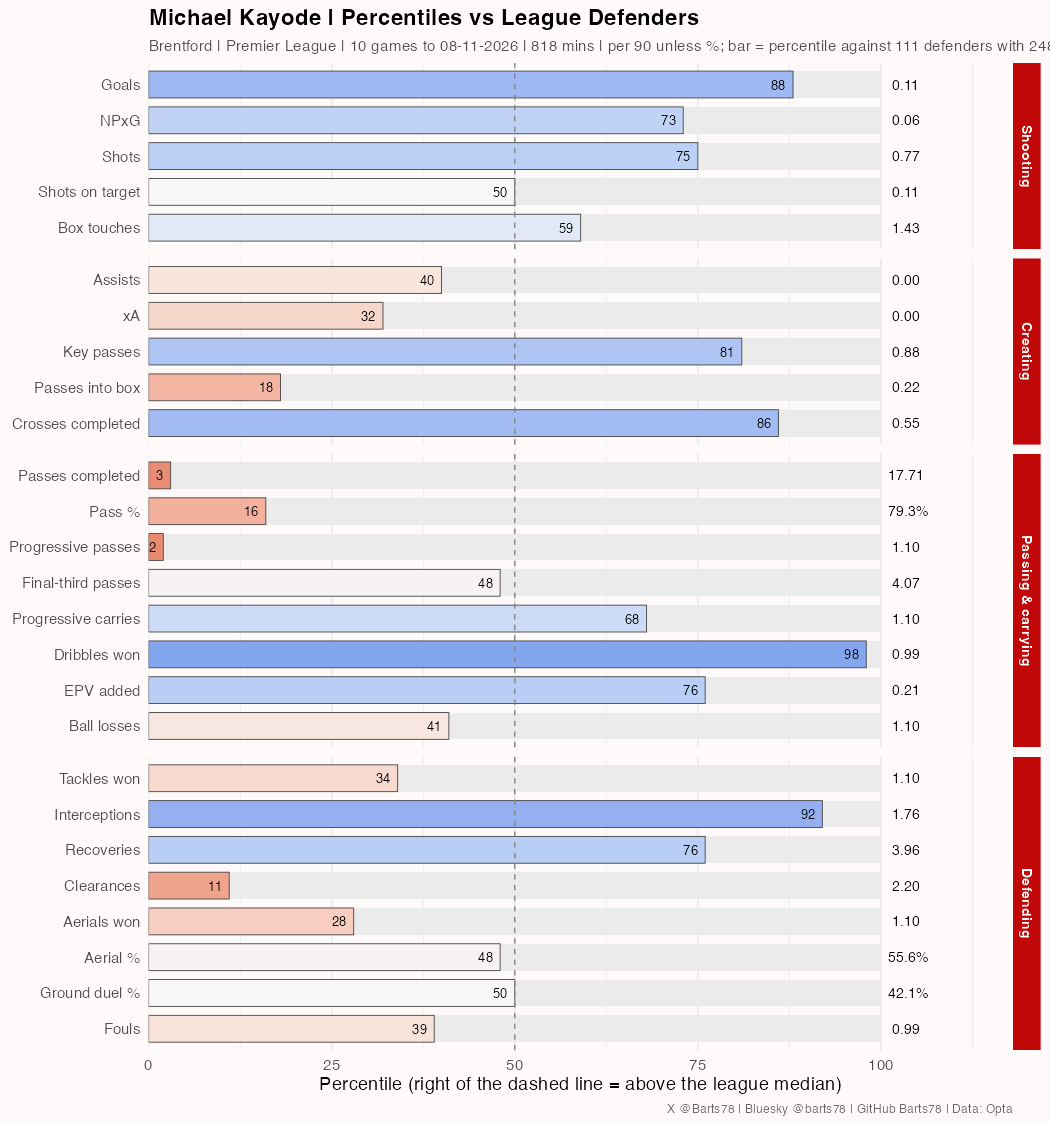 Michael Kayode | Percentiles vs League Defenders
Brentford | Premier League | 10 games to 08-11-2026 | 818 mins | per 90 unless %; bar = percentile against 111 defenders with 248
Goals 88 0.11
NPxG 73 0.06
Shots 75 0.77
Shots on target 50 0.11
Box touches 59 1.43
Shooting
Assists 40 0.00
xA 32 0.00
Key passes 81 0.88
Passes into box 18 0.22
Crosses completed 86 0.55
Creating
Passes completed 3 17.71
Pass % 16 79.3%
Progressive passes 2 1.10
Final-third passes 48 4.07
Progressive carries 68 1.10
Dribbles won 98 0.99
EPV added 76 0.21
Ball losses 41 1.10
Passing & carrying
Tackles won 34 1.10
Interceptions 92 1.76
Recoveries 76 3.96
Clearances 11 2.20
Aerials won 28 1.10
Aerial % 48 55.6%
Ground duel % 50 42.1%
Fouls 39 0.99
Defending
0 25 50 75 100
Percentile (right of the dashed line = above the league median)
X @Barts78 | Bluesky @barts78 | GitHub Barts78 | Data: Opta